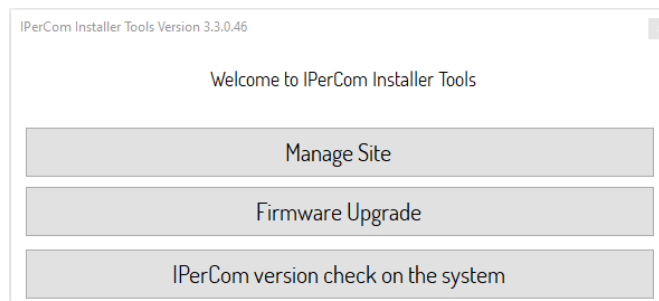 IPerCom Installer Tools Version 3.3.0.46
Welcome to IPerCom Installer Tools
Manage Site
Firmware Upgrade
IPerCom version check on the system